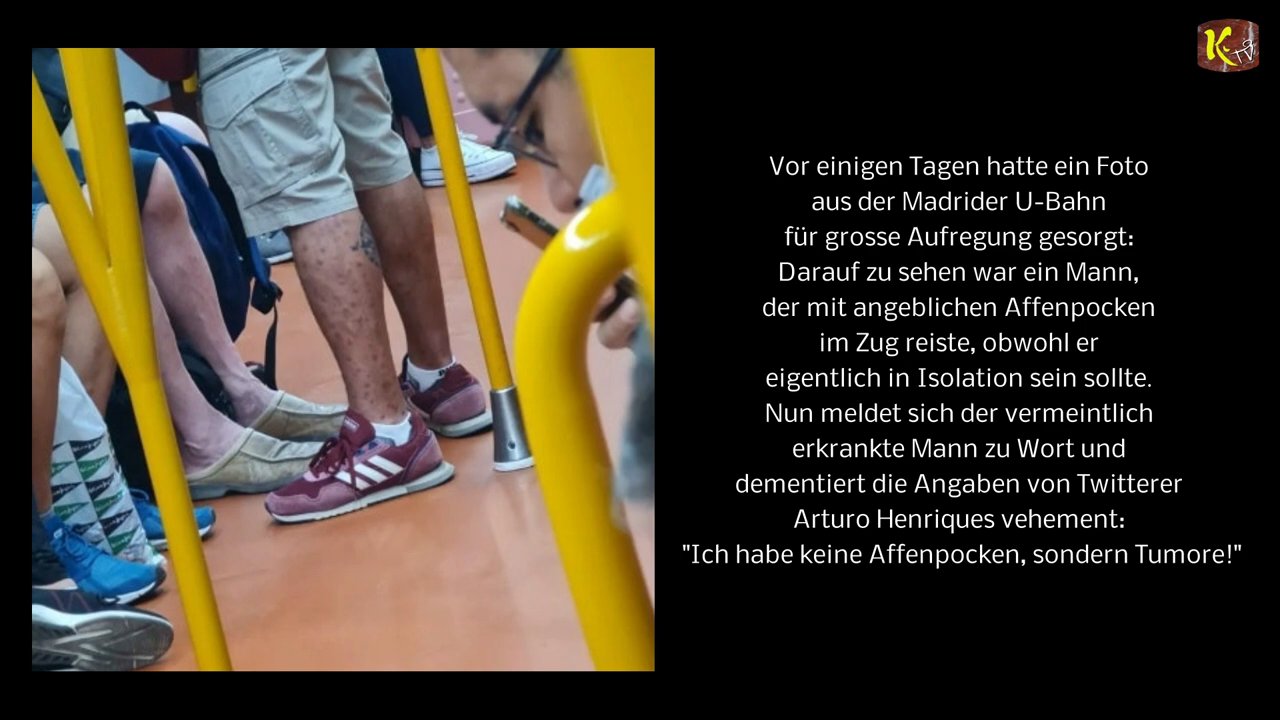 K
TV
Vor einigen Tagen hatte ein Foto
aus der Madrider U-Bahn
für grosse Aufregung gesorgt:
Darauf zu sehen war ein Mann,
der mit angeblichen Affenpocken
im Zug reiste, obwohl er
eigentlich in Isolation sein sollte.
Nun meldet sich der vermeintlich
erkrankte Mann zu Wort und
dementiert die Angaben von Twitterer
Arturo Henriques vehement:
"Ich habe keine Affenpocken, sondern Tumore!"